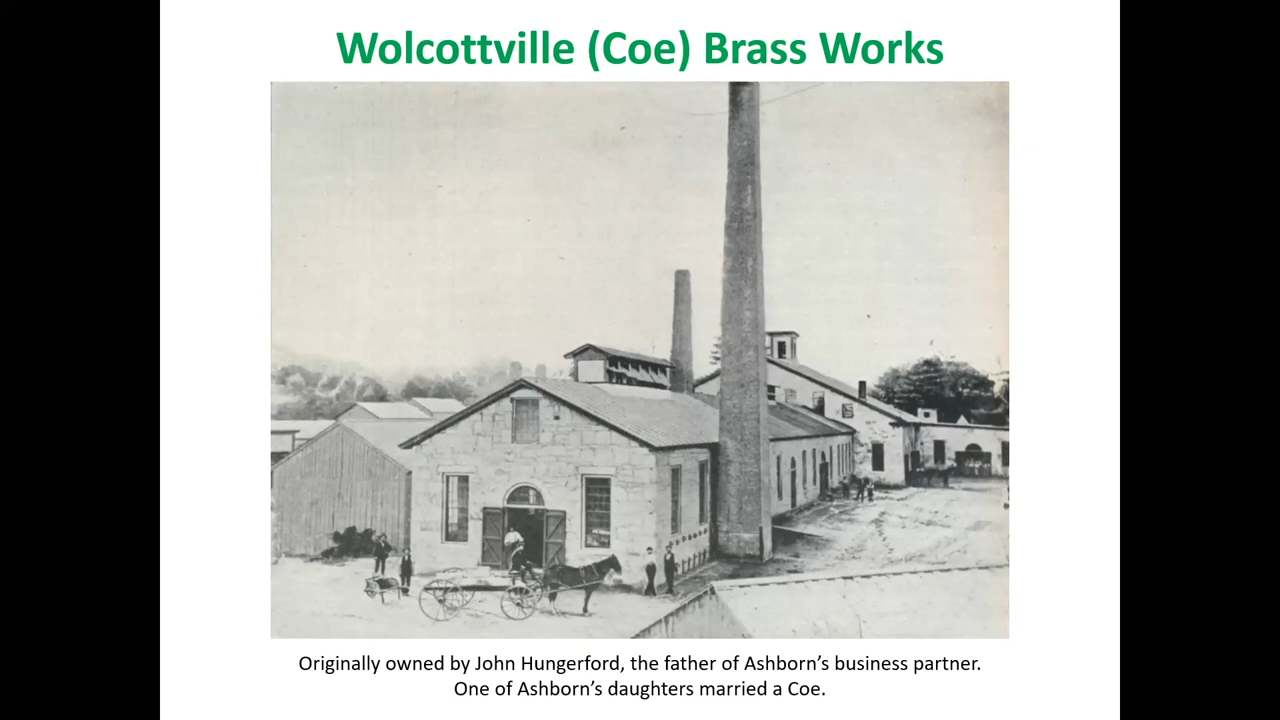 Wolcottville (Coe) Brass Works
Originally owned by John Hungerford, the father of Ashborn’s business partner.
One of Ashborn’s daughters married a Coe.